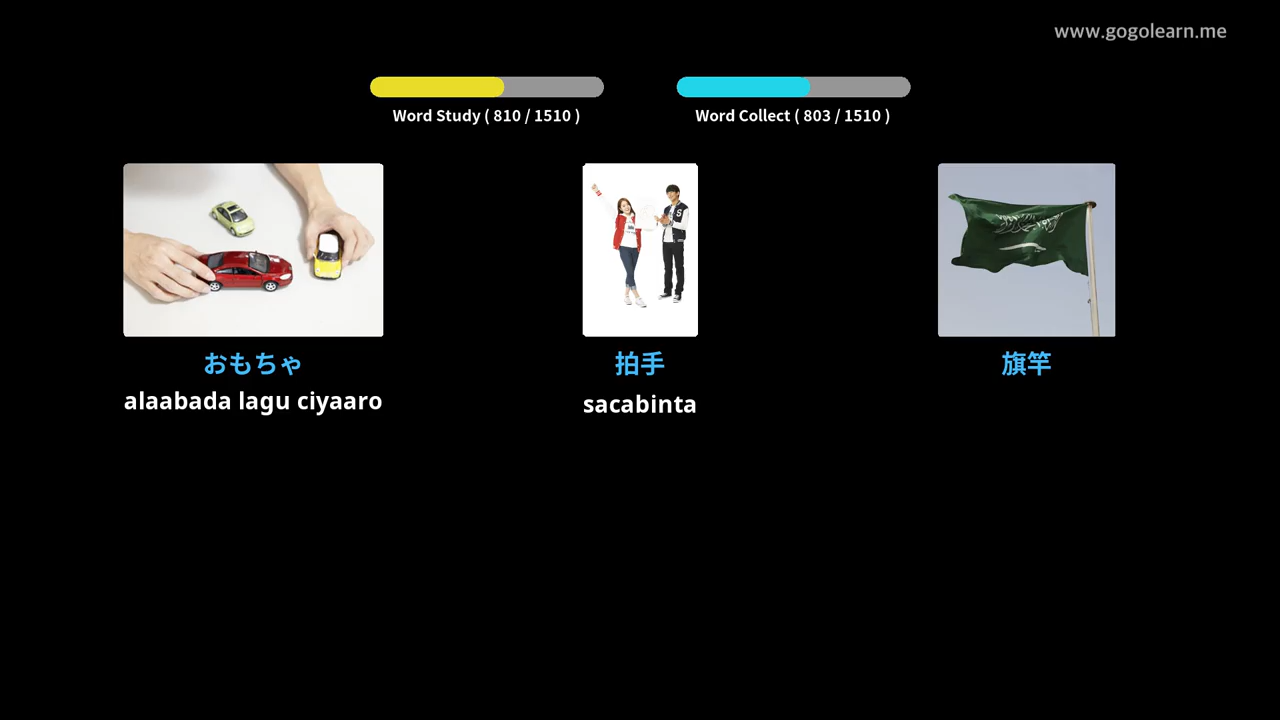 www.gogolearn.me
Word Study ( 810 / 1510 )
Word Collect ( 803 / 1510 )
おもちゃ
alaabada lagu ciyaaro
拍手
sacabinta
旗竿